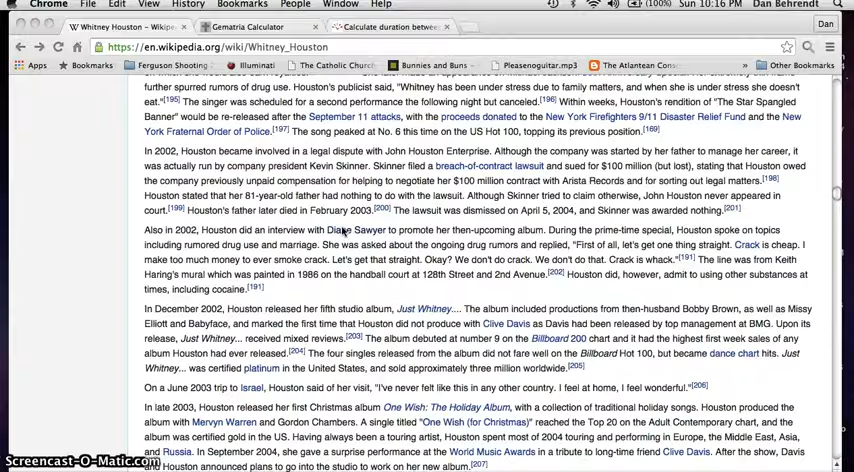 Chrome File Edit View History Bookmarks People Window Help (100%) Sun 10:16 PM Dan Behrendt
Whitney Houston – Wikipe Gematria Calculator Calculate duration betwee Dan
https://en.wikipedia.org/wiki/Whitney_Houston
Apps Bookmarks Ferguson Shooting Illuminati The Catholic Church Bunnies and Buns – Pleasenoguitar.mp3 The Atlantean Cons Other Bookmarks
further spurred rumors of drug use. Houston's publicist said, "Whitney has been under stress due to family matters, and when she is under stress she doesn't
eat."[195] The singer was scheduled for a second performance the following night but canceled.[196] Within weeks, Houston's rendition of "The Star Spangled
Banner" would be re-released after the September 11 attacks, with the proceeds donated to the New York Firefighters 9/11 Disaster Relief Fund and the New
York Fraternal Order of Police.[197] The song peaked at No. 6 this time on the US Hot 100, topping its previous position.[169]
In 2002, Houston became involved in a legal dispute with John Houston Enterprise. Although the company was started by her father to manage her career, it
was actually run by company president Kevin Skinner. Skinner filed a breach-of-contract lawsuit and sued for $100 million (but lost), stating that Houston owed
the company previously unpaid compensation for helping to negotiate her $100 million contract with Arista Records and for sorting out legal matters.[198]
Houston stated that her 81-year-old father had nothing to do with the lawsuit. Although Skinner tried to claim otherwise, John Houston never appeared in
court.[199] Houston's father later died in February 2003.[200] The lawsuit was dismissed on April 5, 2004, and Skinner was awarded nothing.[201]
Also in 2002, Houston did an interview with Diane Sawyer to promote her then-upcoming album. During the prime-time special, Houston spoke on topics
including rumored drug use and marriage. She was asked about the ongoing drug rumors and replied, "First of all, let's get one thing straight. Crack is cheap. I
make too much money to ever smoke crack. Let's get that straight. Okay? We don't do crack. We don't do that. Crack is whack."[191] The line was from Keith
Haring's mural which was painted in 1986 on the handball court at 128th Street and 2nd Avenue.[202] Houston did, however, admit to using other substances at
times, including cocaine.[191]
In December 2002, Houston released her fifth studio album, Just Whitney.... The album included productions from then-husband Bobby Brown, as well as Missy
Elliott and Babyface, and marked the first time that Houston did not produce with Clive Davis as Davis had been released by top management at BMG. Upon its
release, Just Whitney... received mixed reviews.[203] The album debuted at number 9 on the Billboard 200 chart and it had the highest first week sales of any
album Houston had ever released.[204] The four singles released from the album did not fare well on the Billboard Hot 100, but became dance chart hits. Just
Whitney... was certified platinum in the United States, and sold approximately three million worldwide.[205]
On a June 2003 trip to Israel, Houston said of her visit, "I've never felt like this in any other country. I feel at home, I feel wonderful."[206]
In late 2003, Houston released her first Christmas album One Wish: The Holiday Album, with a collection of traditional holiday songs. Houston produced the
album with Mervyn Warren and Gordon Chambers. A single titled "One Wish (for Christmas)" reached the Top 20 on the Adult Contemporary chart, and the
album was certified gold in the US. Having always been a touring artist, Houston spent most of 2004 touring and performing in Europe, the Middle East, Asia,
and Russia. In September 2004, she gave a surprise performance at the World Music Awards in a tribute to long-time friend Clive Davis. After the show, Davis
and Houston announced plans to go into the studio to work on her new album.[207]
Screencast-O-Matic.com